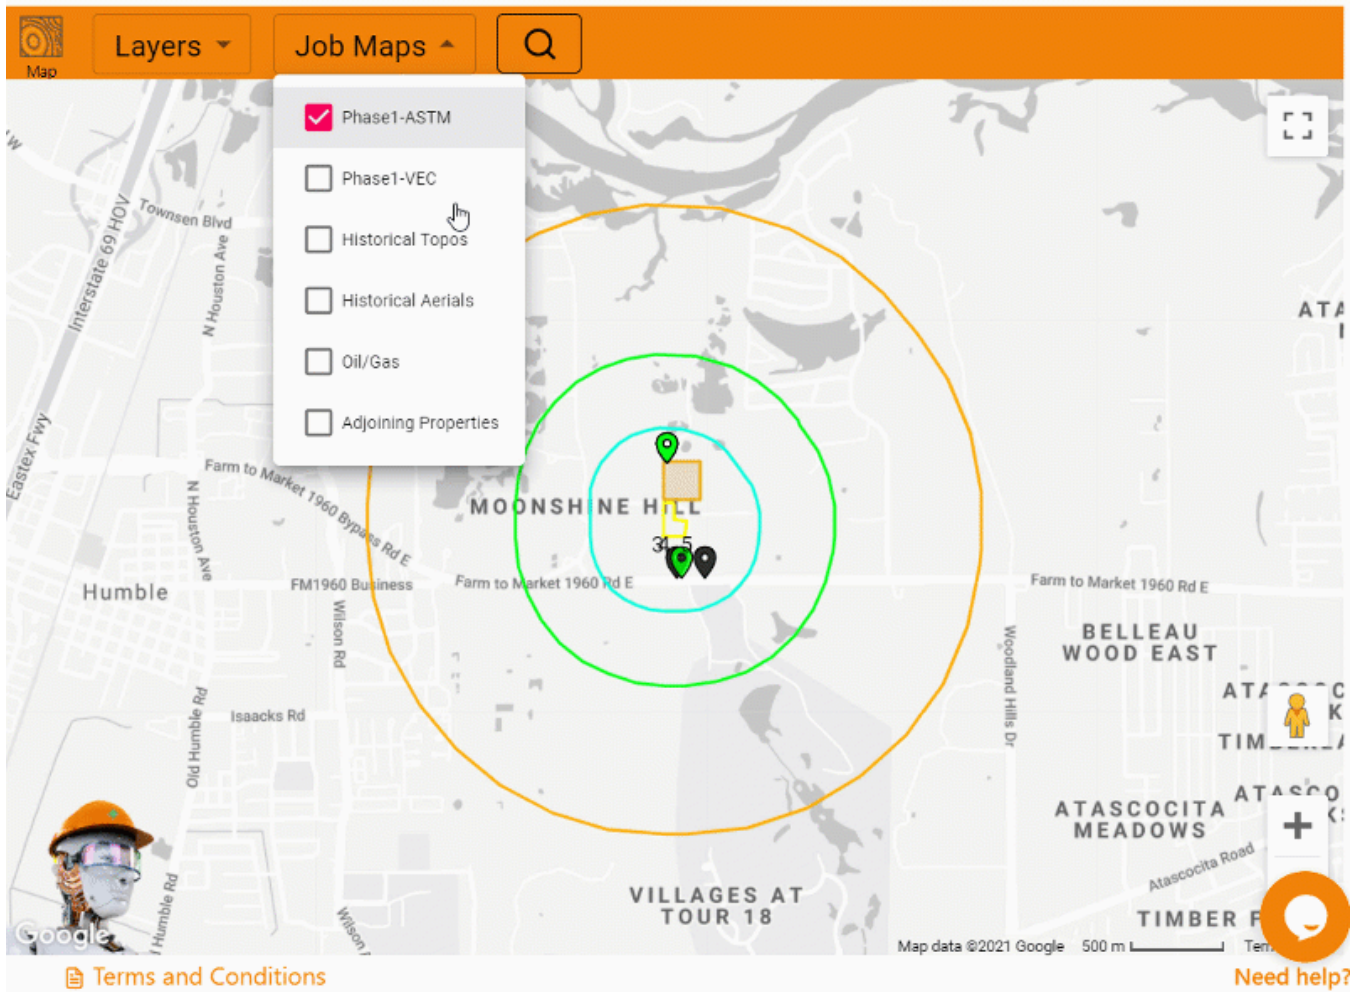 Map
Layers
Job Maps
Phase1-ASTM
Phase1-VEC
Historical Topos
Historical Aerials
Oil/Gas
Adjoining Properties
Townsen Blvd
Interstate 69 HOV
N Houston Ave
Eastex Fwy
Farm to Market 1960 Bypass Rd E
N Houston Ave
MOONSHINE HILL
5
Humble
FM1960 Business
Farm to Market 1960 Rd E
Farm to Market 1960 Rd E
Wilson Rd
Woodland Hills Dr
BELLEAU
WOOD EAST
Isaacks Rd
Old Humble Rd
ATASCOCITA
MEADOWS
Atascocita Road
VILLAGES AT
TOUR 18
TIMBER F
Humble Rd
Wilson
Google
Map data ©2021 Google
500 m
Terms and Conditions
Need help?